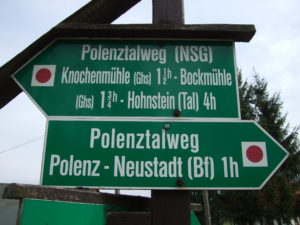 Polenztalweg (NSG)
Knochenmühle (Ghs) 1½h - Bockmühle
(Ghs) 1¾h - Hohnstein (Tal) 4h
Polenztalweg
Polenz - Neustadt (Bf) 1h